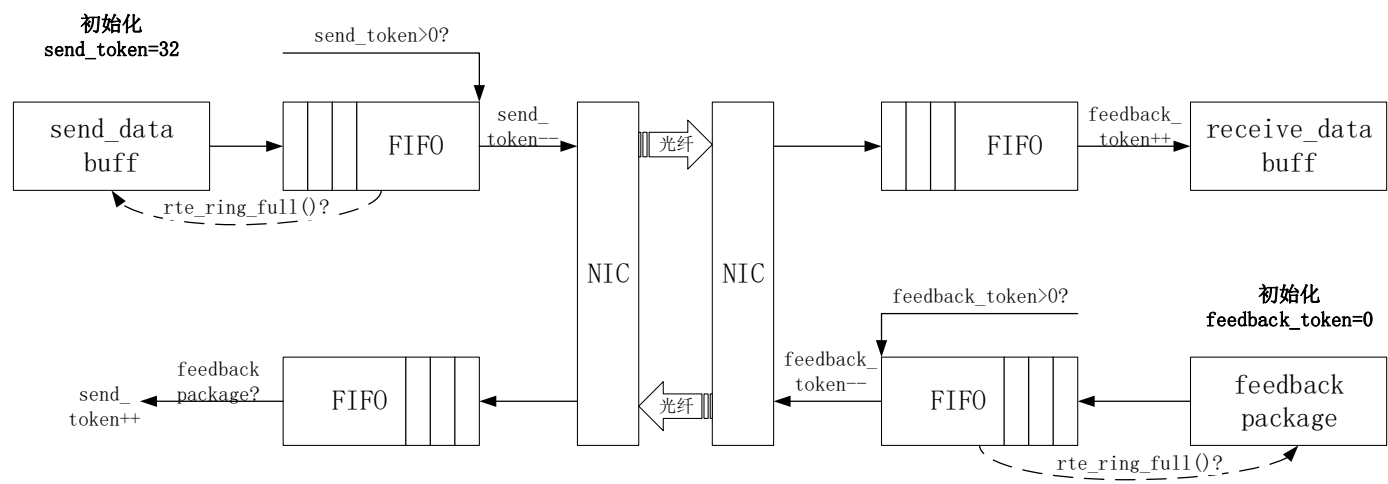 初始化
send_token=32
send_token>0?
send_data
buff
FIFO
send_
token--
光纤
FIFO
feedback_
token++
receive_data
buff
rte_ring_full()?
NIC
NIC
feedback_token>0?
初始化
feedback_token=0
send_
token++
feedback
package?
FIFO
光纤
feedback_
token--
FIFO
feedback
package
rte_ring_full()?